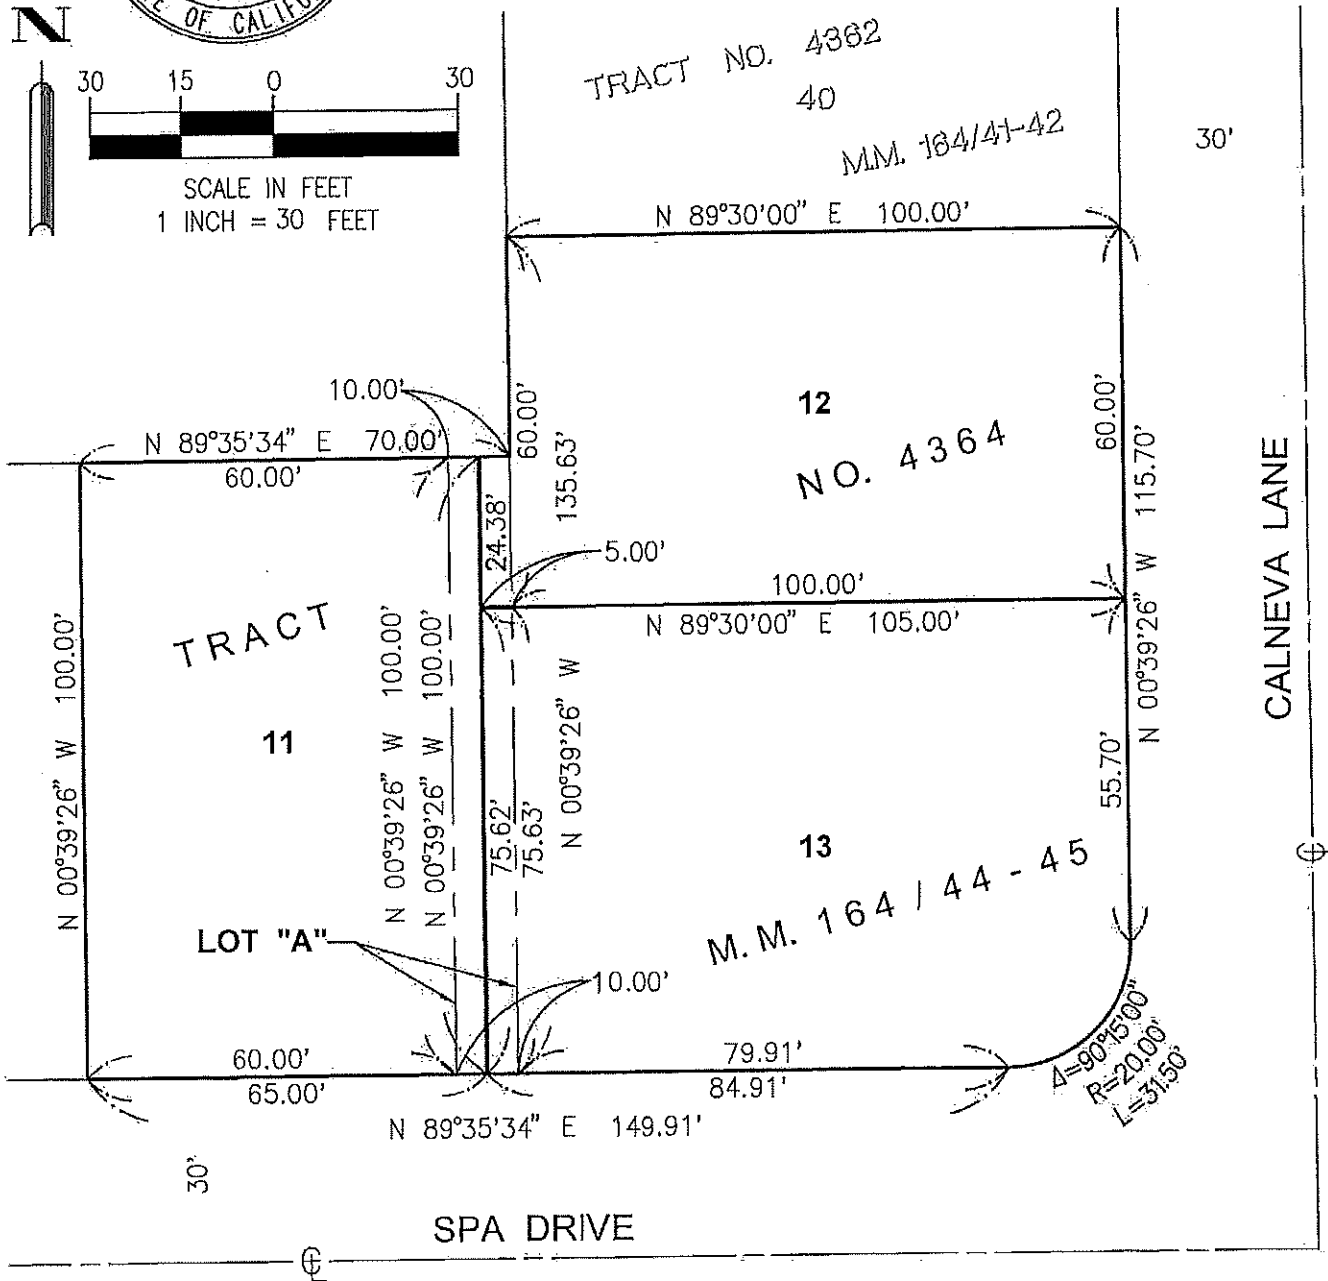 N
E OF CALIFO
30 15 0 30
SCALE IN FEET
1 INCH = 30 FEET
TRACT NO. 4362
40
M.M. 164/41-42
30'
N 89°30'00" E 100.00'
10.00'
N 89°35'34" E 70.00'
60.00'
60.00'
135.63'
12
NO. 4364
60.00'
N 00°39'26" W 115.70'
CALNEVA LANE
24.38'
5.00'
100.00'
N 89°30'00" E 105.00'
TRACT
11
N 00°39'26" W 100.00'
N 00°39'26" W 100.00'
N 00°39'26" W 100.00'
75.62'
75.63'
N 00°39'26" W
55.70'
13
M.M. 164 / 44 - 45
LOT "A"
10.00'
60.00'
65.00'
79.91'
84.91'
Δ=90°15'00"
R=20.00'
L=31.50'
N 89°35'34" E 149.91'
30'
SPA DRIVE
℄
℄